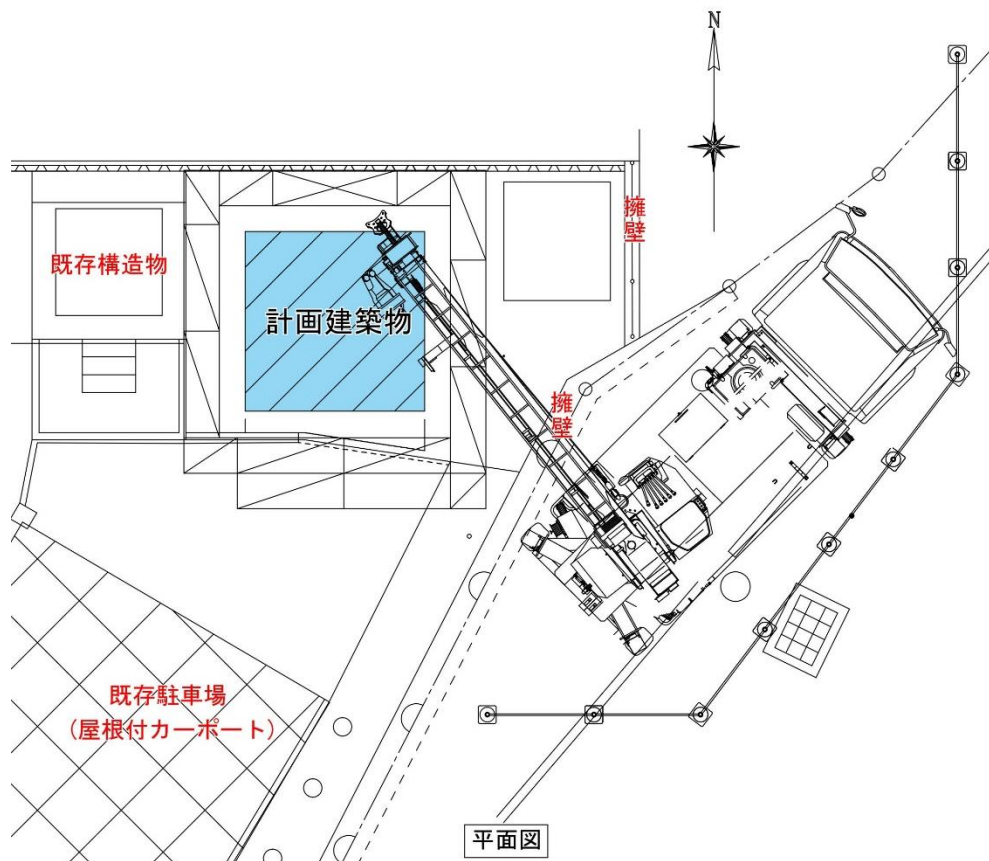 N
擁壁
既存構造物
計画建築物
擁壁
既存駐車場
（屋根付カーポート）
平面図